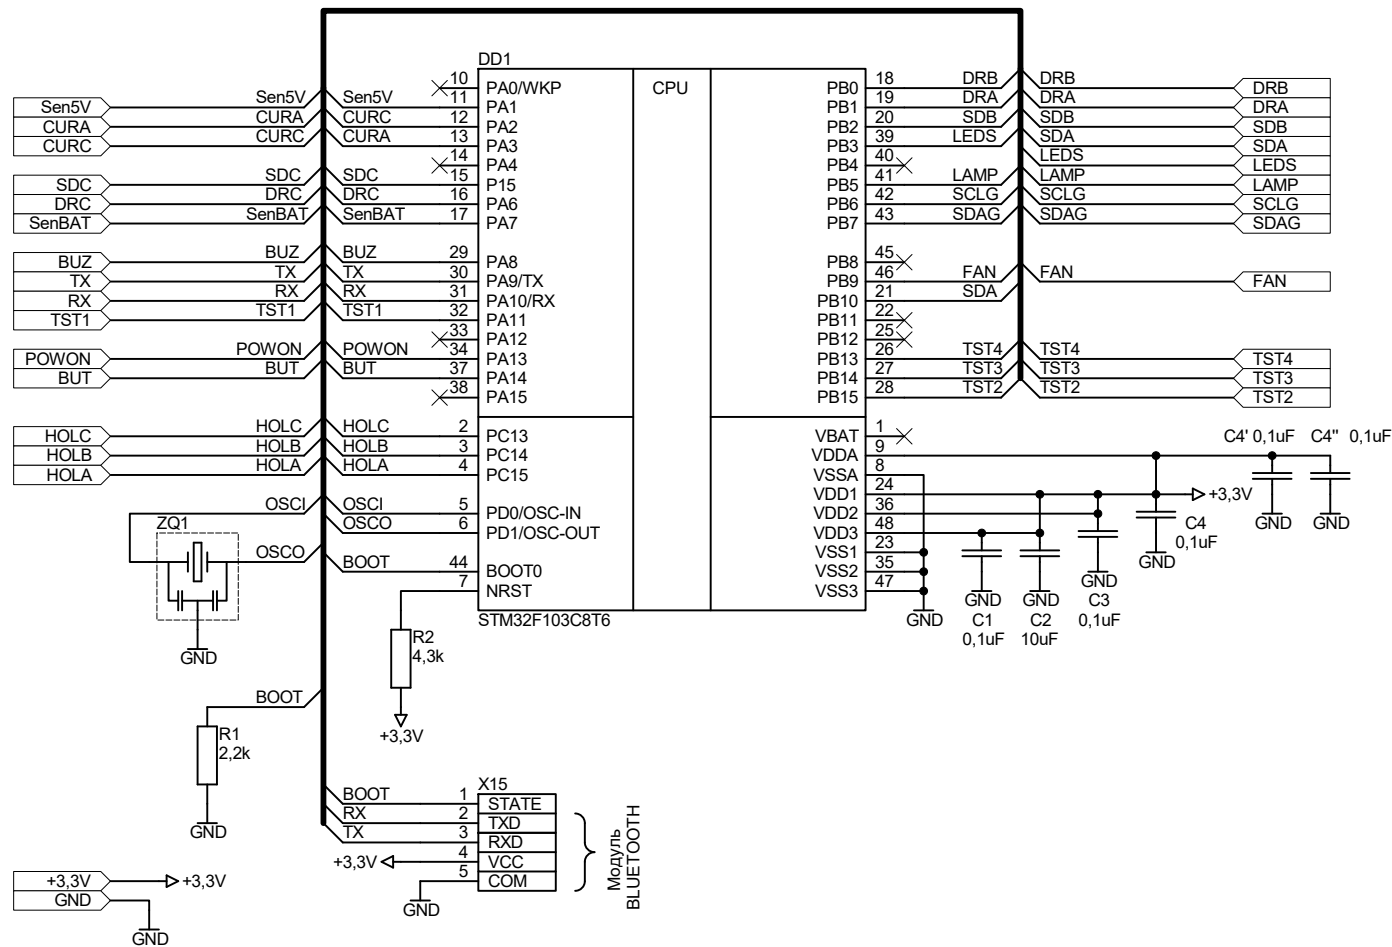 DD1
CPU
Sen5V Sen5V Sen5V 10 PA0/WKP
11 PA1
CURA CURA CURC 12 PA2
CURC CURC CURA 13 PA3
14 PA4
SDC SDC SDC 15 P15
DRC DRC DRC 16 PA6
SenBAT SenBAT SenBAT 17 PA7
BUZ BUZ BUZ 29 PA8
TX TX TX 30 PA9/TX
RX RX RX 31 PA10/RX
TST1 TST1 TST1 32 PA11
33 PA12
POWON POWON POWON 34 PA13
BUT BUT BUT 37 PA14
38 PA15
HOLC HOLC HOLC 2 PC13
HOLB HOLB HOLB 3 PC14
HOLA HOLA HOLA 4 PC15
OSCI OSCI 5 PD0/OSC-IN
OSCO 6 PD1/OSC-OUT
ZQ1
OSCO
BOOT 44 BOOT0
7 NRST
STM32F103C8T6
GND
PB0 18 DRB DRB DRB
PB1 19 DRA DRA DRA
PB2 20 SDB SDB SDB
PB3 39 LEDS SDA SDA
PB4 40 LEDS LEDS
PB5 41 LAMP LAMP LAMP
PB6 42 SCLG SCLG SCLG
PB7 43 SDAG SDAG SDAG
PB8 45
PB9 46 FAN FAN FAN
PB10 21 SDA
PB11 22
PB12 25
PB13 26 TST4 TST4 TST4
PB14 27 TST3 TST3 TST3
PB15 28 TST2 TST2 TST2
VBAT 1
VDDA 9
VSSA 8
VDD1 24
VDD2 36
VDD3 48
VSS1 23
VSS2 35
VSS3 47
C4' 0,1uF C4'' 0,1uF
+3,3V
GND GND
C4
0,1uF
GND
GND
C3
0,1uF
GND
GND
C1
0,1uF
GND
C2
10uF
R2
4,3k
+3,3V
BOOT
R1
2,2k
GND
X15
BOOT 1 STATE
RX 2 TXD
TX 3 RXD
+3,3V 4 VCC
5 COM
GND
Модуль
BLUETOOTH
+3,3V +3,3V
GND
GND